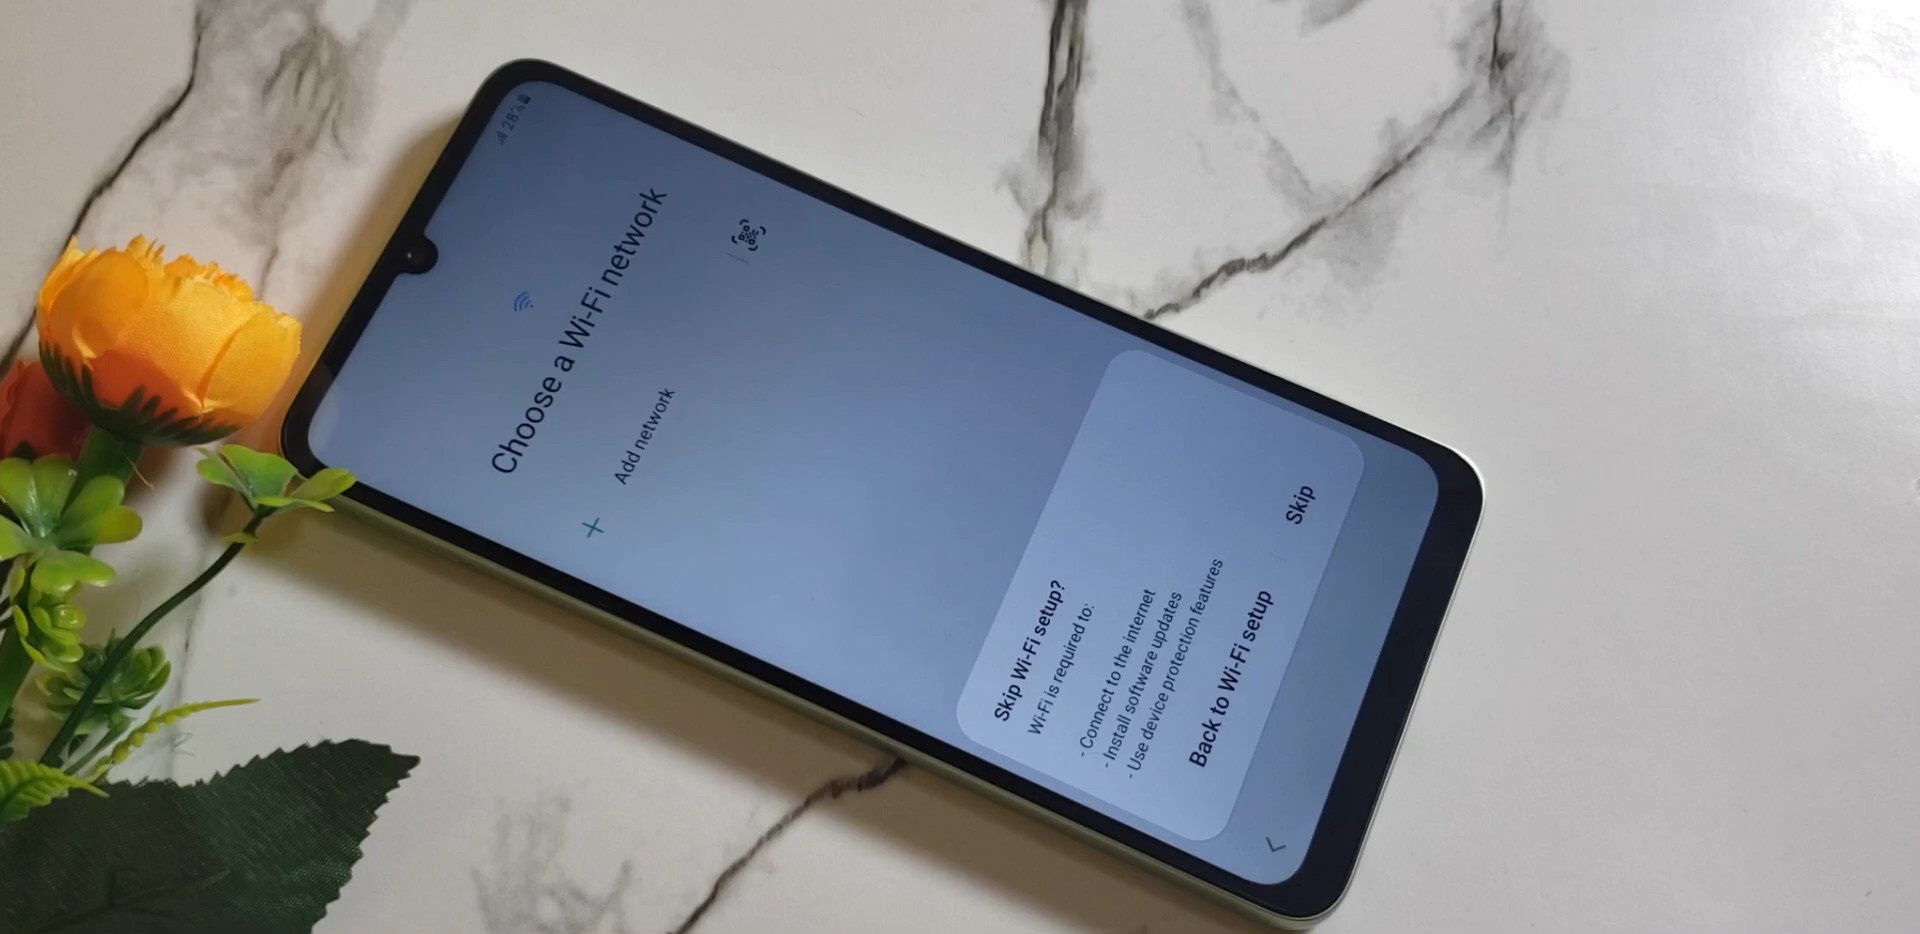 28%
Choose a Wi-Fi network
Add network
Skip Wi-Fi setup?
Wi-Fi is required to:
- Connect to the internet
- Install software updates
- Use device protection features
Back to Wi-Fi setup
Skip